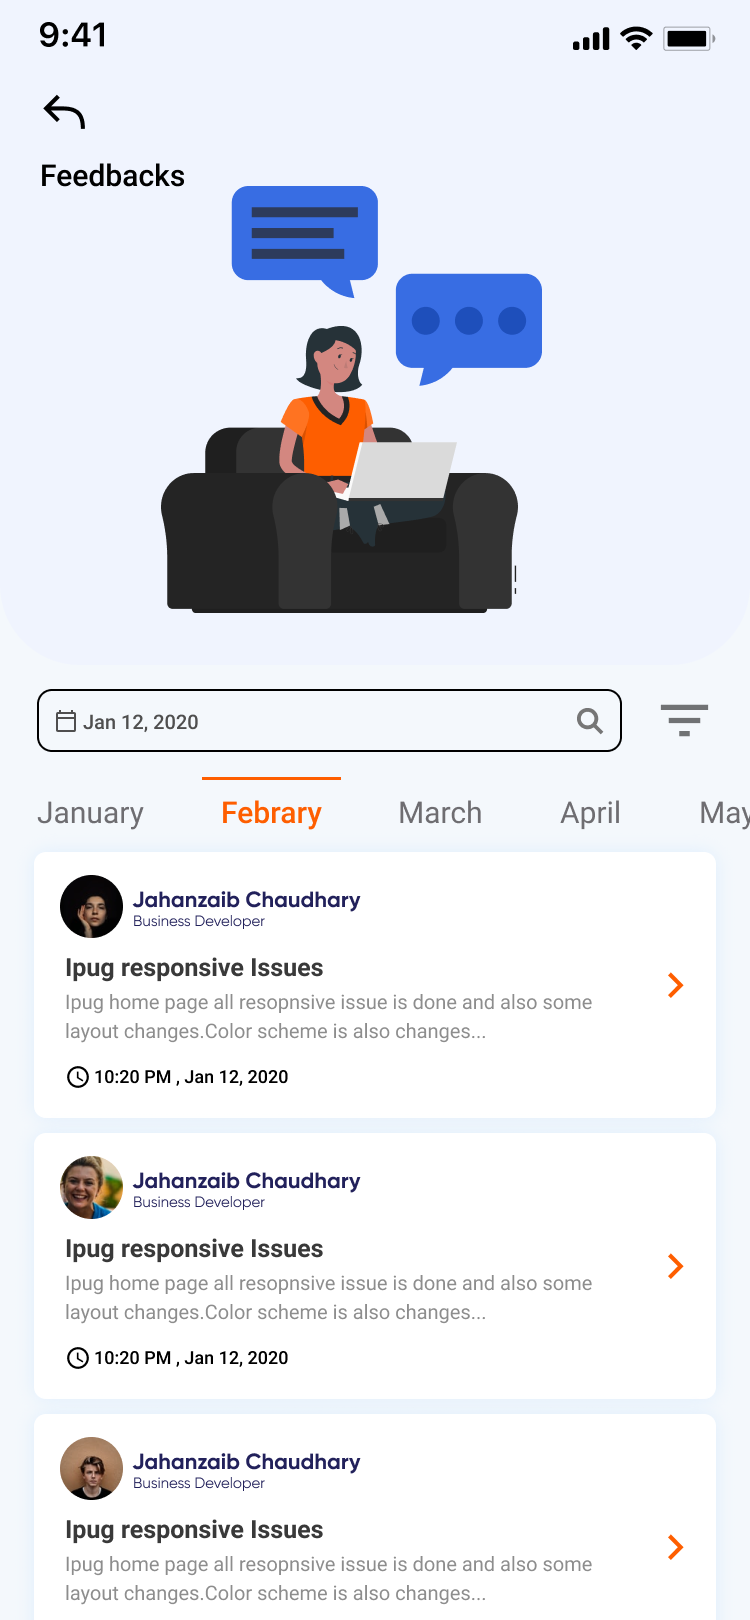 9:41
Feedbacks
Jan 12, 2020
January Febrary March April May
Jahanzaib Chaudhary
Business Developer
Ipug responsive Issues
Ipug home page all resopnsive issue is done and also some
layout changes.Color scheme is also changes...
10:20 PM , Jan 12, 2020
Jahanzaib Chaudhary
Business Developer
Ipug responsive Issues
Ipug home page all resopnsive issue is done and also some
layout changes.Color scheme is also changes...
10:20 PM , Jan 12, 2020
Jahanzaib Chaudhary
Business Developer
Ipug responsive Issues
Ipug home page all resopnsive issue is done and also some
layout changes.Color scheme is also changes...